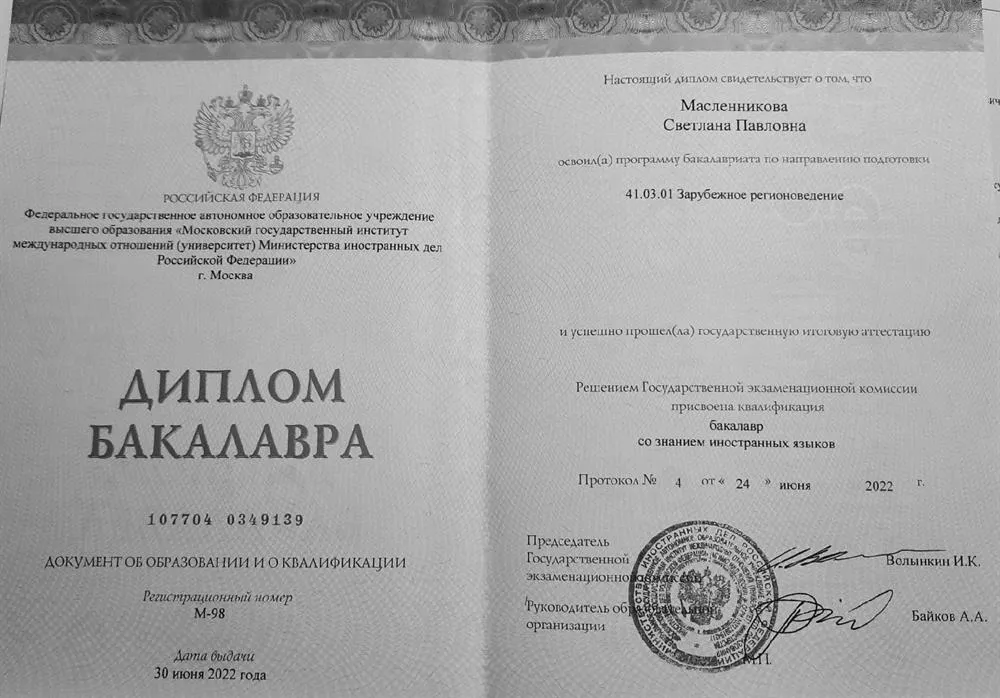 РОССИЙСКАЯ ФЕДЕРАЦИЯ
Федеральное государственное автономное образовательное учреждение
высшего образования «Московский государственный институт
международных отношений (университет) Министерства иностранных дел
Российской Федерации»
г. Москва
ДИПЛОМ
БАКАЛАВРА
107704 0349139
ДОКУМЕНТ ОБ ОБРАЗОВАНИИ И О КВАЛИФИКАЦИИ
Регистрационный номер
М-98
Дата выдачи
30 июня 2022 года
Настоящий диплом свидетельствует о том, что
Масленникова
Светлана Павловна
освоил(а) программу бакалавриата по направлению подготовки
41.03.01 Зарубежное регионоведение
и успешно прошел(ла) государственную итоговую аттестацию
Решением Государственной экзаменационной комиссии
присвоена квалификация
бакалавр
со знанием иностранных языков
Протокол № 4 от « 24 » июня 2022 г.
Председатель
Государственной
экзаменационной комиссии
Волынкин И.К.
Руководитель образовательной
организации
Байков А.А.
М.П.